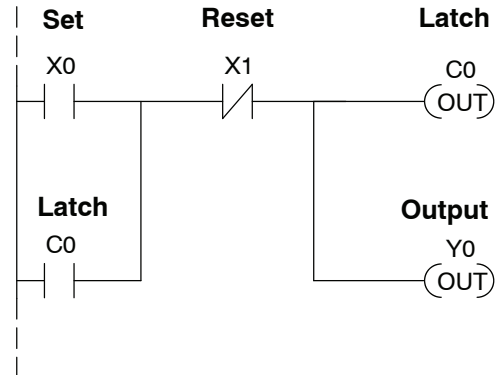 Set
Reset
Latch
X0
X1
C0
OUT
Latch
C0
Output
Y0
OUT